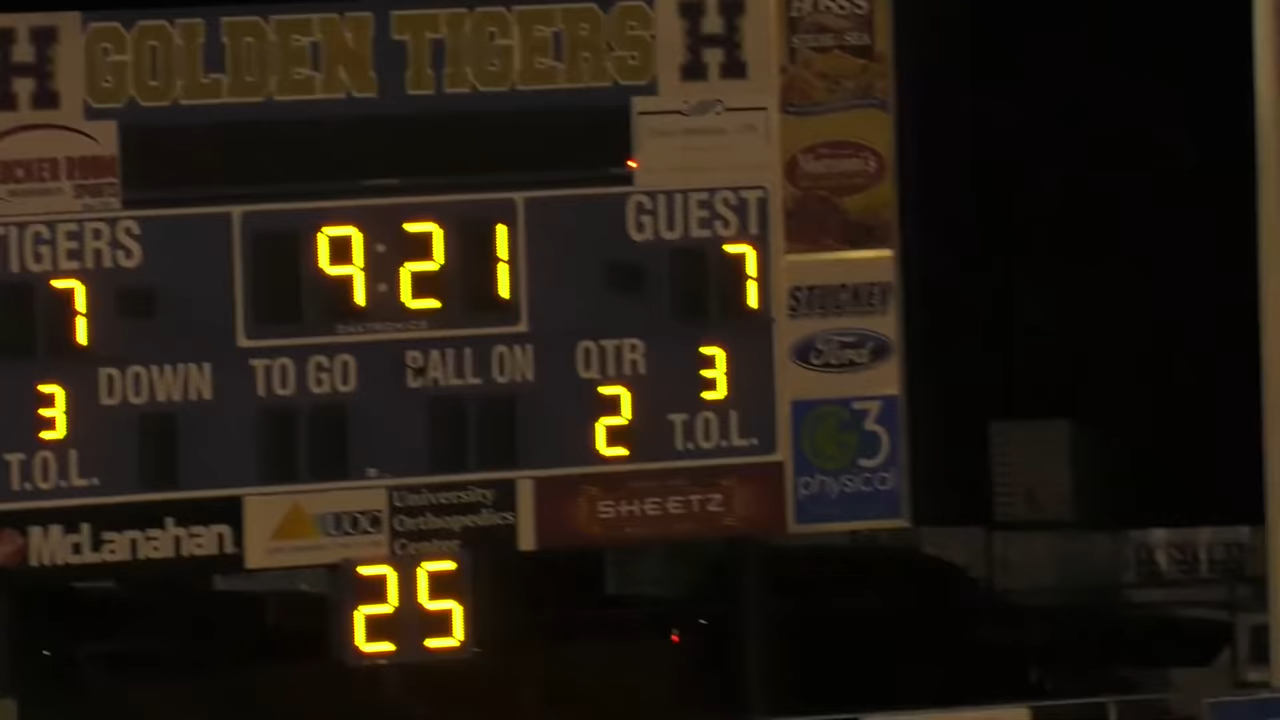 H GOLDEN TIGERS H
TIGERS
9:21
GUEST
7
7
DOWN
TO GO
BALL ON
QTR
3
3
2
T.O.L.
T.O.L.
DAKTRONICS
McLanahan
UOC
University
Orthopedics
Center
SHEETZ
25
STUCKEY
Ford
G3
physical